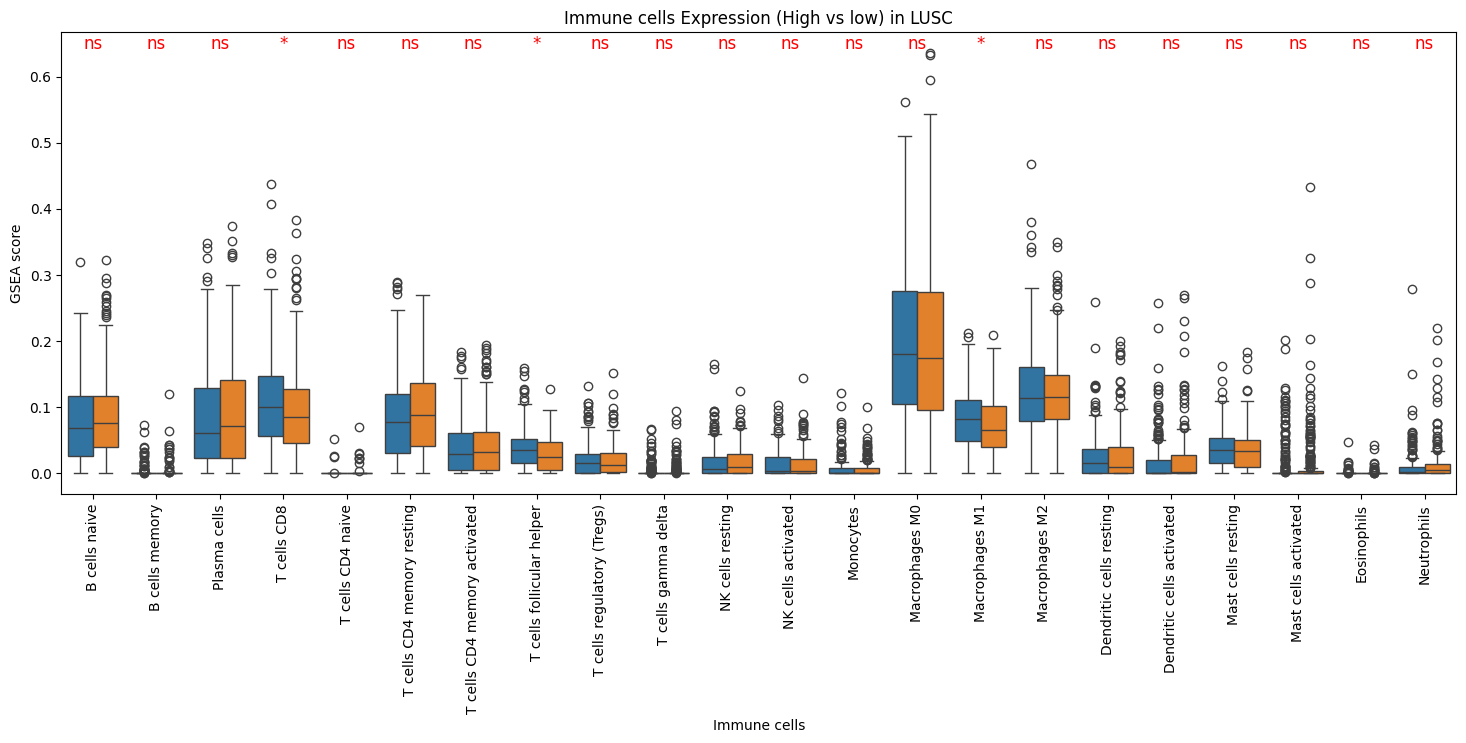 Immune cells Expression (High vs low) in LUSC
ns ns ns * ns ns ns * ns ns ns ns ns ns * ns ns ns ns ns ns ns
GSEA score
0.6
0.5
0.4
0.3
0.2
0.1
0.0
B cells naive
B cells memory
Plasma cells
T cells CD8
T cells CD4 naive
T cells CD4 memory resting
T cells CD4 memory activated
T cells follicular helper
T cells regulatory (Tregs)
T cells gamma delta
NK cells resting
NK cells activated
Monocytes
Macrophages M0
Macrophages M1
Macrophages M2
Dendritic cells resting
Dendritic cells activated
Mast cells resting
Mast cells activated
Eosinophils
Neutrophils
Immune cells